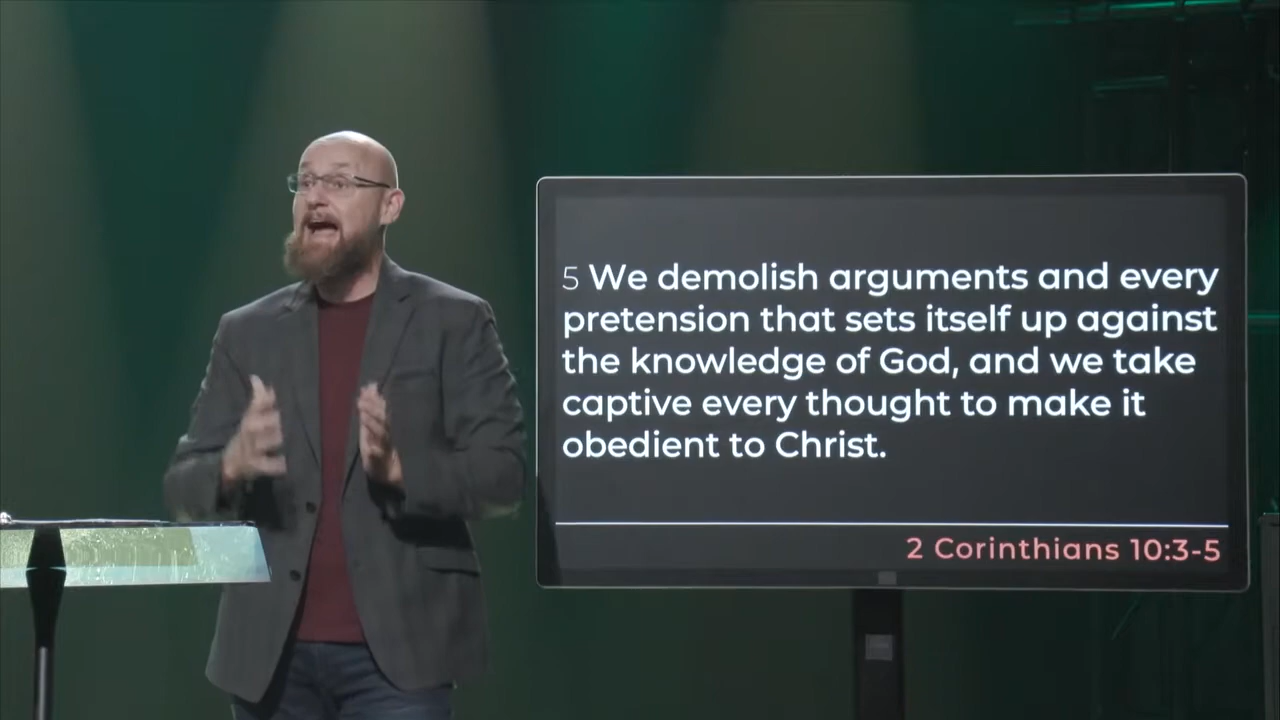 5 We demolish arguments and every
pretension that sets itself up against
the knowledge of God, and we take
captive every thought to make it
obedient to Christ.
2 Corinthians 10:3-5